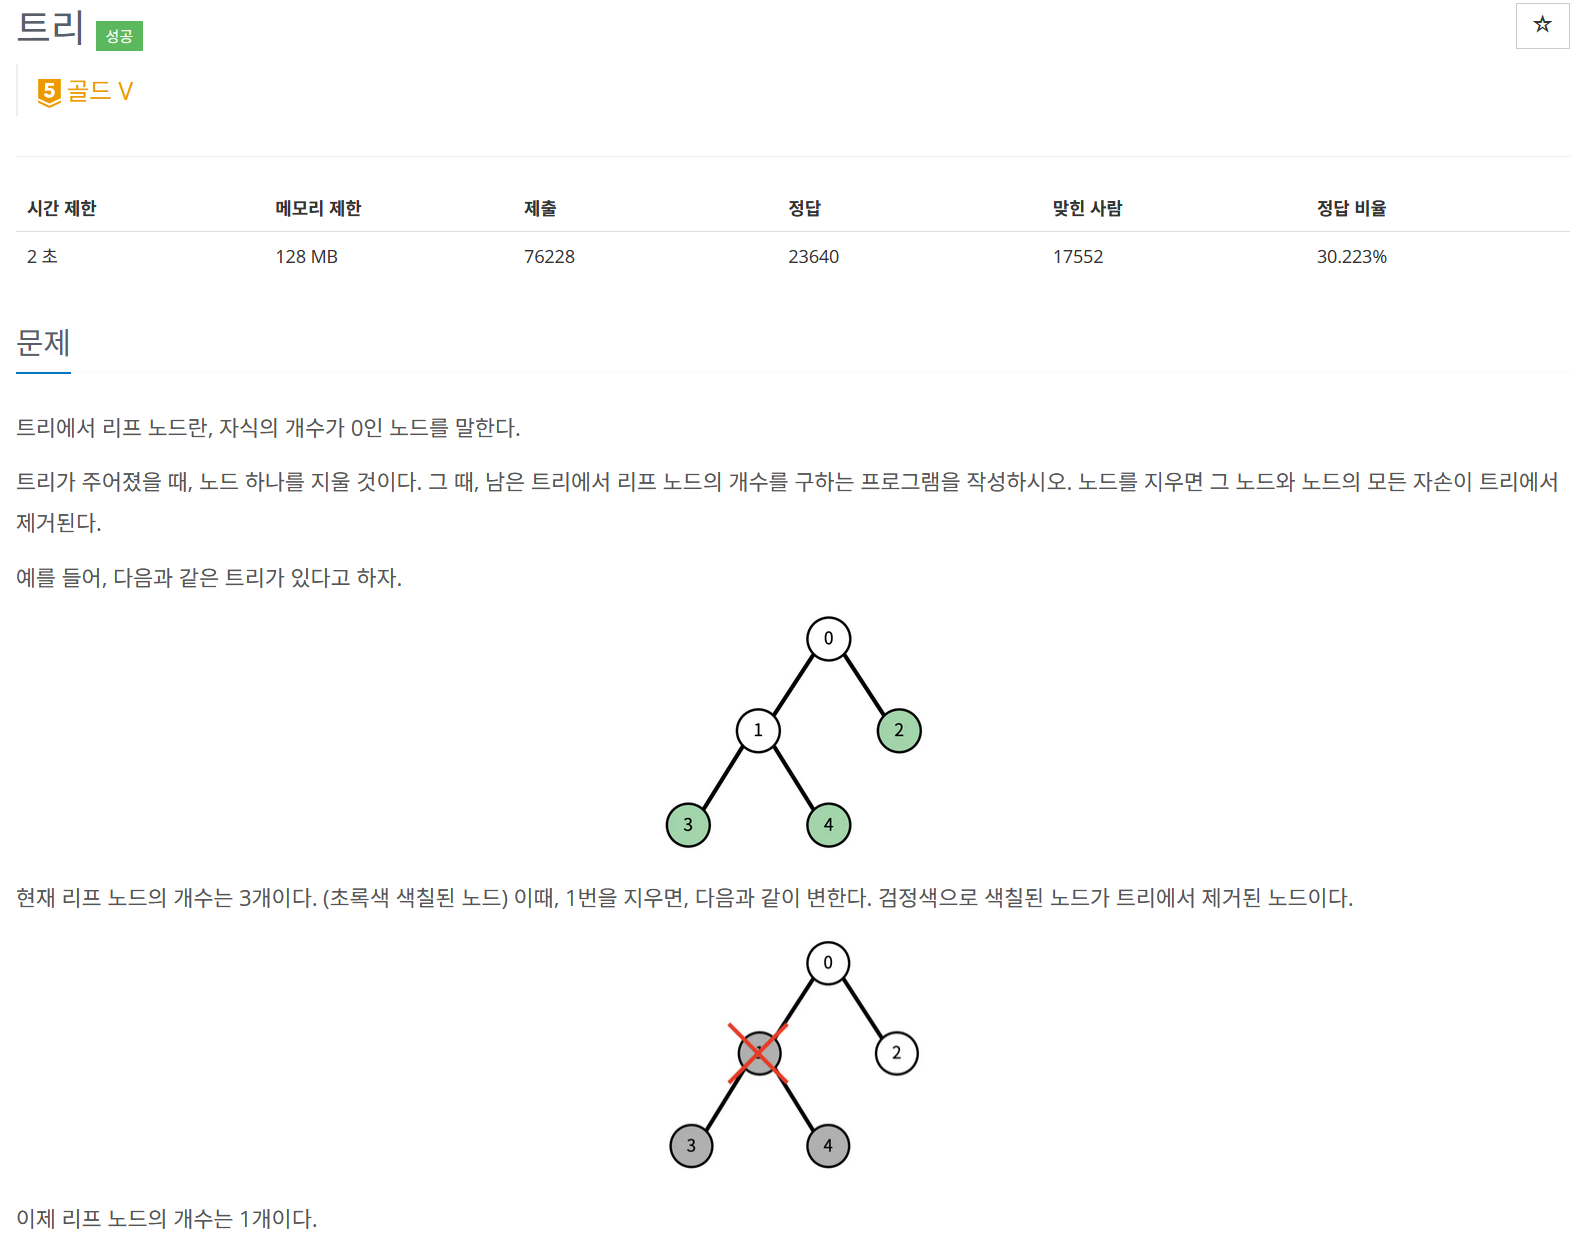 트리 성공
☆
5 골드 V
시간 제한 메모리 제한 제출 정답 맞힌 사람 정답 비율
2 초 128 MB 76228 23640 17552 30.223%
문제
트리에서 리프 노드란, 자식의 개수가 0인 노드를 말한다.
트리가 주어졌을 때, 노드 하나를 지울 것이다. 그 때, 남은 트리에서 리프 노드의 개수를 구하는 프로그램을 작성하시오. 노드를 지우면 그 노드와 노드의 모든 자손이 트리에서
제거된다.
예를 들어, 다음과 같은 트리가 있다고 하자.
0
1 2
3 4
현재 리프 노드의 개수는 3개이다. (초록색 색칠된 노드) 이때, 1번을 지우면, 다음과 같이 변한다. 검정색으로 색칠된 노드가 트리에서 제거된 노드이다.
0
1 2
3 4
이제 리프 노드의 개수는 1개이다.